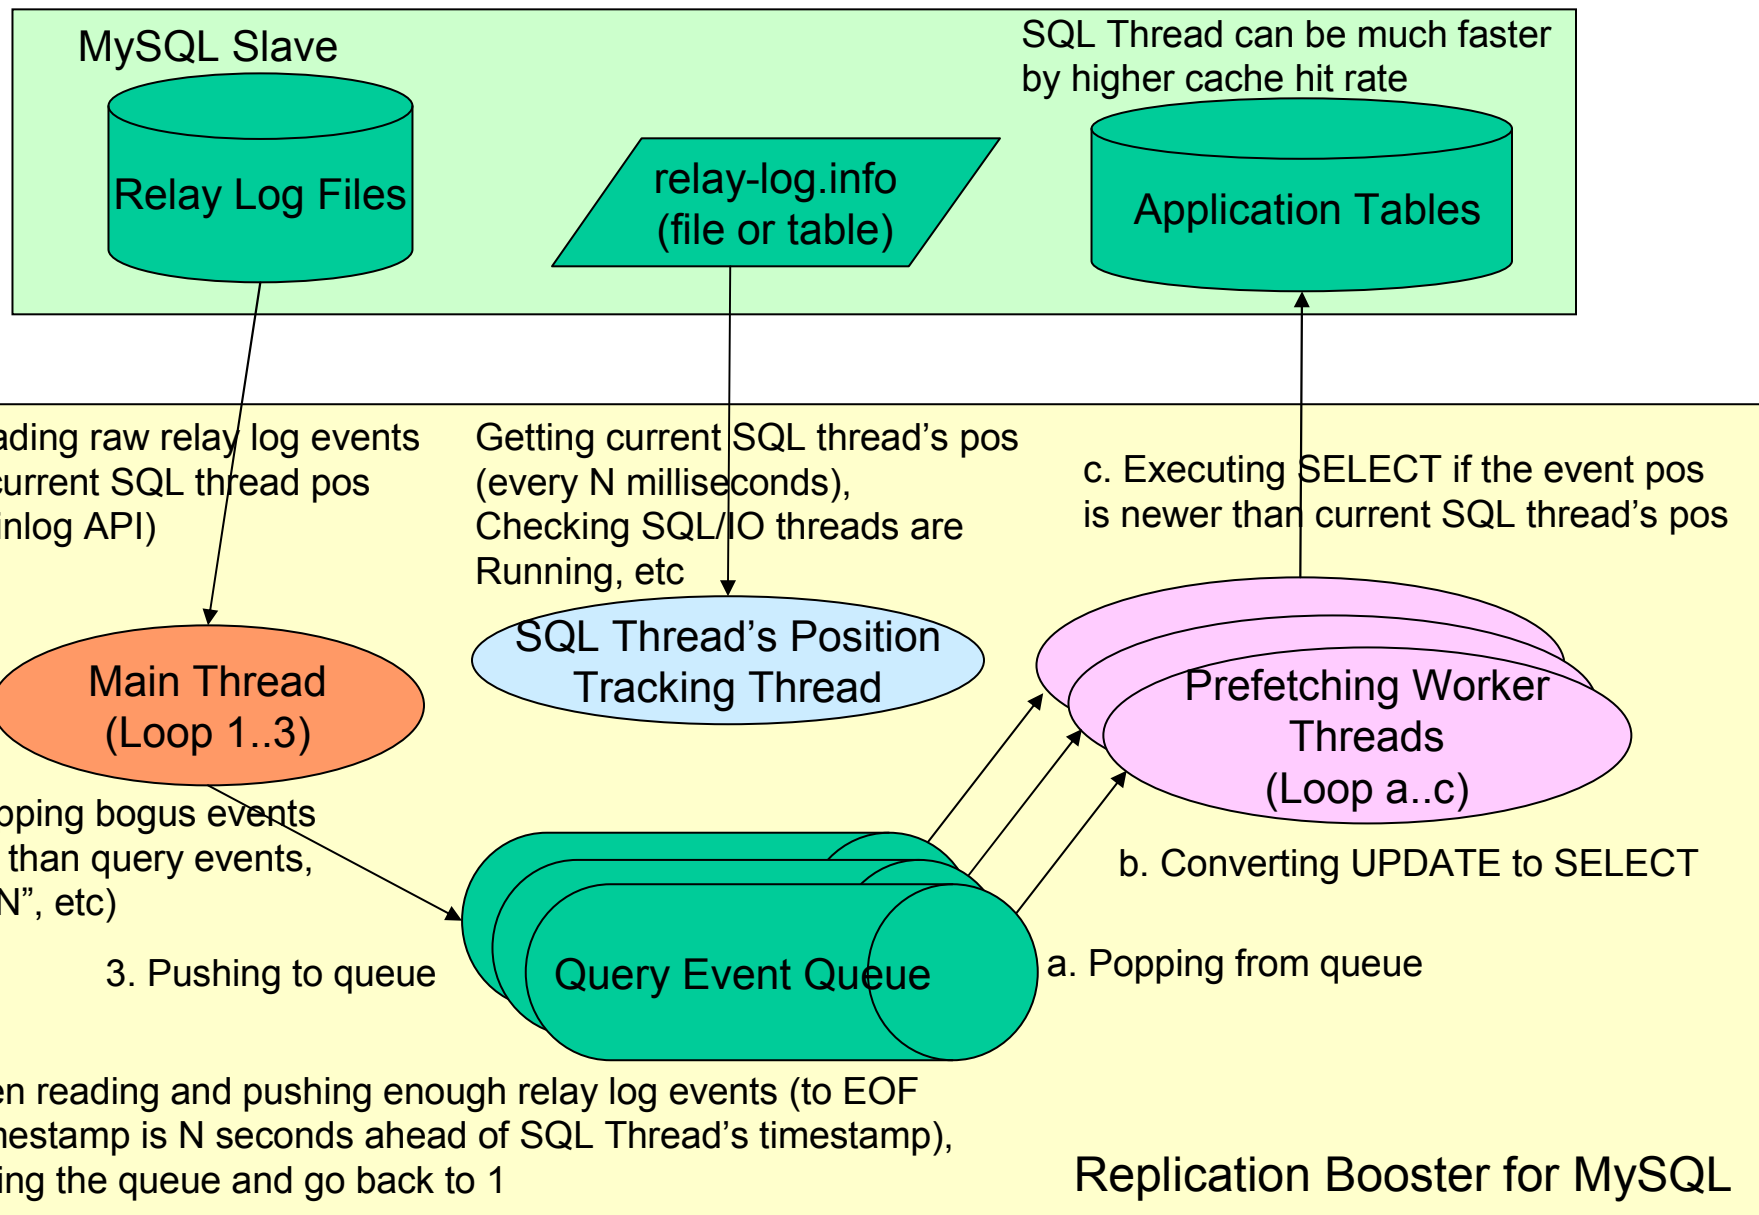 MySQL Slave
SQL Thread can be much faster
by higher cache hit rate
Relay Log Files
relay-log.info
(file or table)
Application Tables
raw relay log events
current SQL thread pos
API)
Getting current SQL thread's pos
(every N milliseconds),
Checking SQL/IO threads are
Running, etc
c. Executing SELECT if the event pos
is newer than current SQL thread's pos
Main Thread
(Loop 1..3)
SQL Thread's Position
Tracking Thread
Prefetching Worker
Threads
(Loop a..c)
bogus events
than query events,
N”, etc)
b. Converting UPDATE to SELECT
3. Pushing to queue
Query Event Queue
a. Popping from queue
reading and pushing enough relay log events (to EOF
is N seconds ahead of SQL Thread's timestamp),
the queue and go back to 1
Replication Booster for MySQL